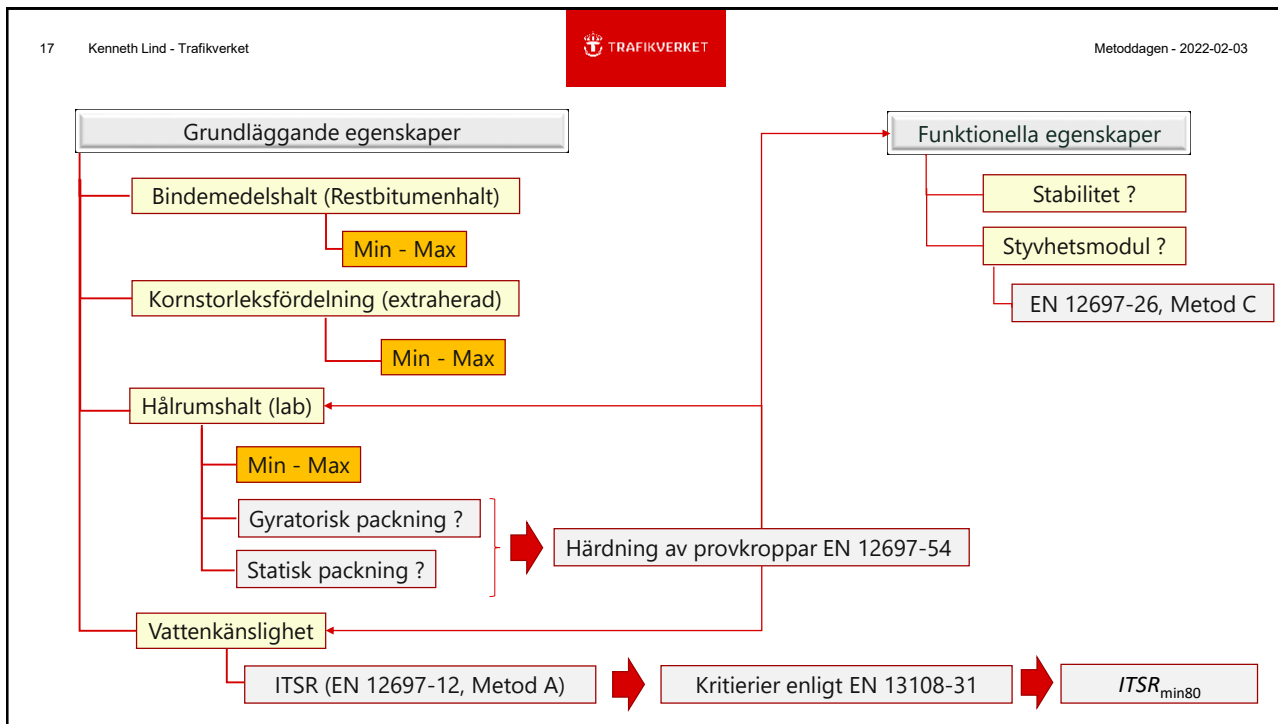 17 Kenneth Lind - Trafikverket
TRAFIKVERKET
Metoddagen - 2022-02-03
Grundläggande egenskaper
Funktionella egenskaper
Bindemedelshalt (Restbitumenhalt)
Min - Max
Kornstorleksfördelning (extraherad)
Min - Max
Hålrumshalt (lab)
Min - Max
Gyratorisk packning ?
Statisk packning ?
Härdning av provkroppar EN 12697-54
Vattenkänslighet
ITSR (EN 12697-12, Metod A)
Kritierier enligt EN 13108-31
ITSRmin80
Stabilitet ?
Styvhetsmodul ?
EN 12697-26, Metod C